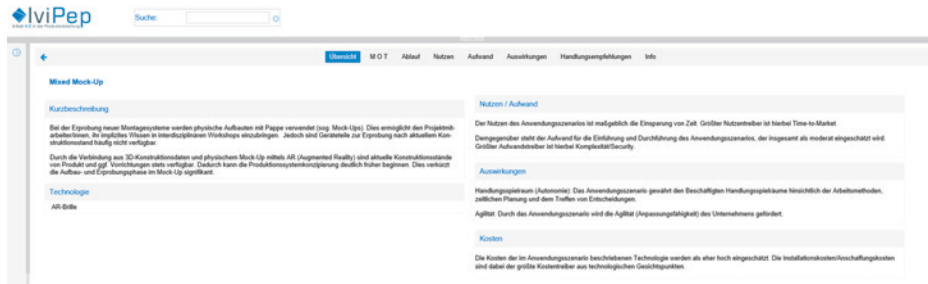 IviPep
Arbeit 4.0 in der Produktentstehung
Suche:
Übersicht M O T Ablauf Nutzen Aufwand Auswirkungen Handlungsempfehlungen Info
Mixed Mock-Up
Kurzbeschreibung
Bei der Erprobung neuer Montagesysteme werden physische Aufbauten mit Pappe verwendet (sog. Mock-Ups). Dies ermöglicht den Projektmit-
arbeiter/innen, ihr implizites Wissen in interdisziplinären Workshops einzubringen. Jedoch sind Geräteteile zur Erprobung nach aktuellem Kon-
struktionsstand häufig nicht verfügbar.
Durch die Verbindung aus 3D-Konstruktionsdaten und physischem Mock-Up mittels AR (Augmented Reality) sind aktuelle Konstruktionsstände
von Produkt und ggf. Vorrichtungen stets verfügbar. Dadurch kann die Produktionssystemkonzipierung deutlich früher beginnen. Dies verkürzt
die Aufbau- und Erprobungsphase im Mock-Up signifikant.
Technologie
AR-Brille
Nutzen / Aufwand
Der Nutzen des Anwendungsszenarios ist maßgeblich die Einsparung von Zeit. Größter Nutzentreiber ist hierbei Time-to-Market.
Demgegenüber steht der Aufwand für die Einführung und Durchführung des Anwendungsszenarios, der insgesamt als moderat eingeschätzt wird.
Größter Aufwandstreiber ist hierbei Komplexität/Security.
Auswirkungen
Handlungsspielraum (Autonomie): Das Anwendungsszenario gewährt den Beschäftigten Handlungsspielräume hinsichtlich der Arbeitsmethoden,
zeitlichen Planung und dem Treffen von Entscheidungen.
Agilität: Durch das Anwendungsszenario wird die Agilität (Anpassungsfähigkeit) des Unternehmens gefördert.
Kosten
Die Kosten der im Anwendungsszenario beschriebenen Technologie werden als eher hoch eingeschätzt. Die Installationskosten/Anschaffungskosten
sind dabei der größte Kostentreiber aus technologischen Gesichtspunkten.